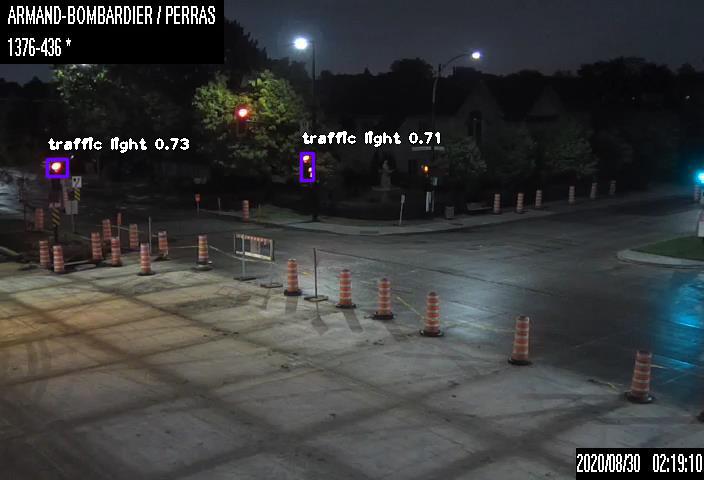 ARMAND-BOMBARDIER / PERRAS
1376-436 *
traffic light 0.73
traffic light 0.71
2020/08/30 02:19:10